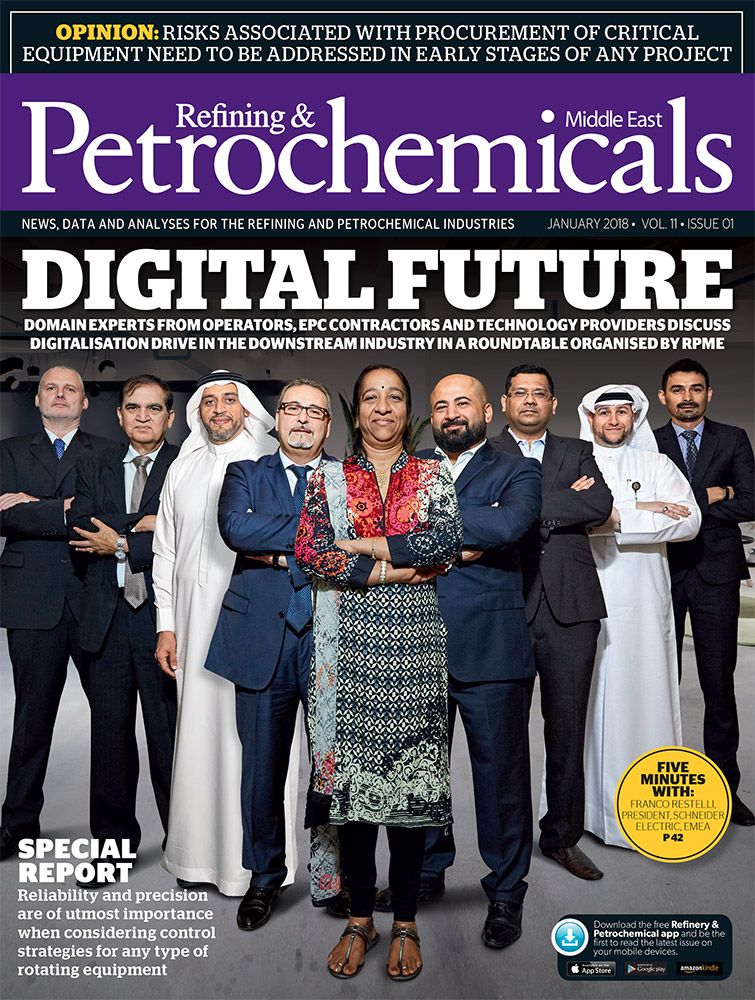 OPINION: RISKS ASSOCIATED WITH PROCUREMENT OF CRITICAL
EQUIPMENT NEED TO BE ADDRESSED IN EARLY STAGES OF ANY PROJECT
Refining &
Middle East
Petrochemicals
NEWS, DATA AND ANALYSES FOR THE REFINING AND PETROCHEMICAL INDUSTRIES
JANUARY 2018 • VOL. 11 • ISSUE 01
DIGITAL FUTURE
DOMAIN EXPERTS FROM OPERATORS, EPC CONTRACTORS AND TECHNOLOGY PROVIDERS DISCUSS
DIGITALISATION DRIVE IN THE DOWNSTREAM INDUSTRY IN A ROUNDTABLE ORGANISED BY RPME
FIVE
MINUTES
WITH:
FRANCO RESTELLI,
PRESIDENT, SCHNEIDER
ELECTRIC, EMEA
P 42
SPECIAL
REPORT
Reliability and precision
are of utmost importance
when considering control
strategies for any type of
rotating equipment
Download the free Refinery &
Petrochemical app and be the
first to read the latest issue on
your mobile devices.
Available on the
App Store
Google play
amazonkindle